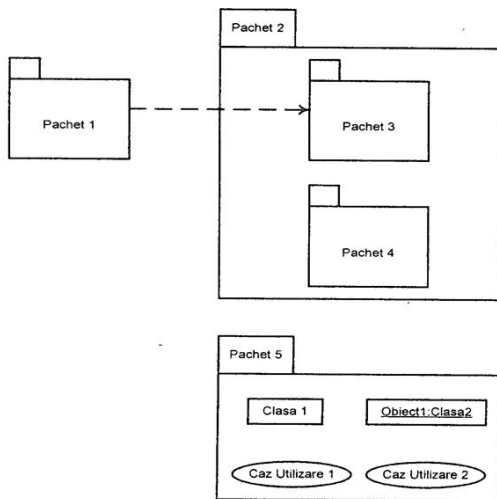 Pachet 2
Pachet 1
Pachet 3
Pachet 4
Pachet 5
Clasa 1
Obiect1:Clasa2
Caz Utilizare 1
Caz Utilizare 2